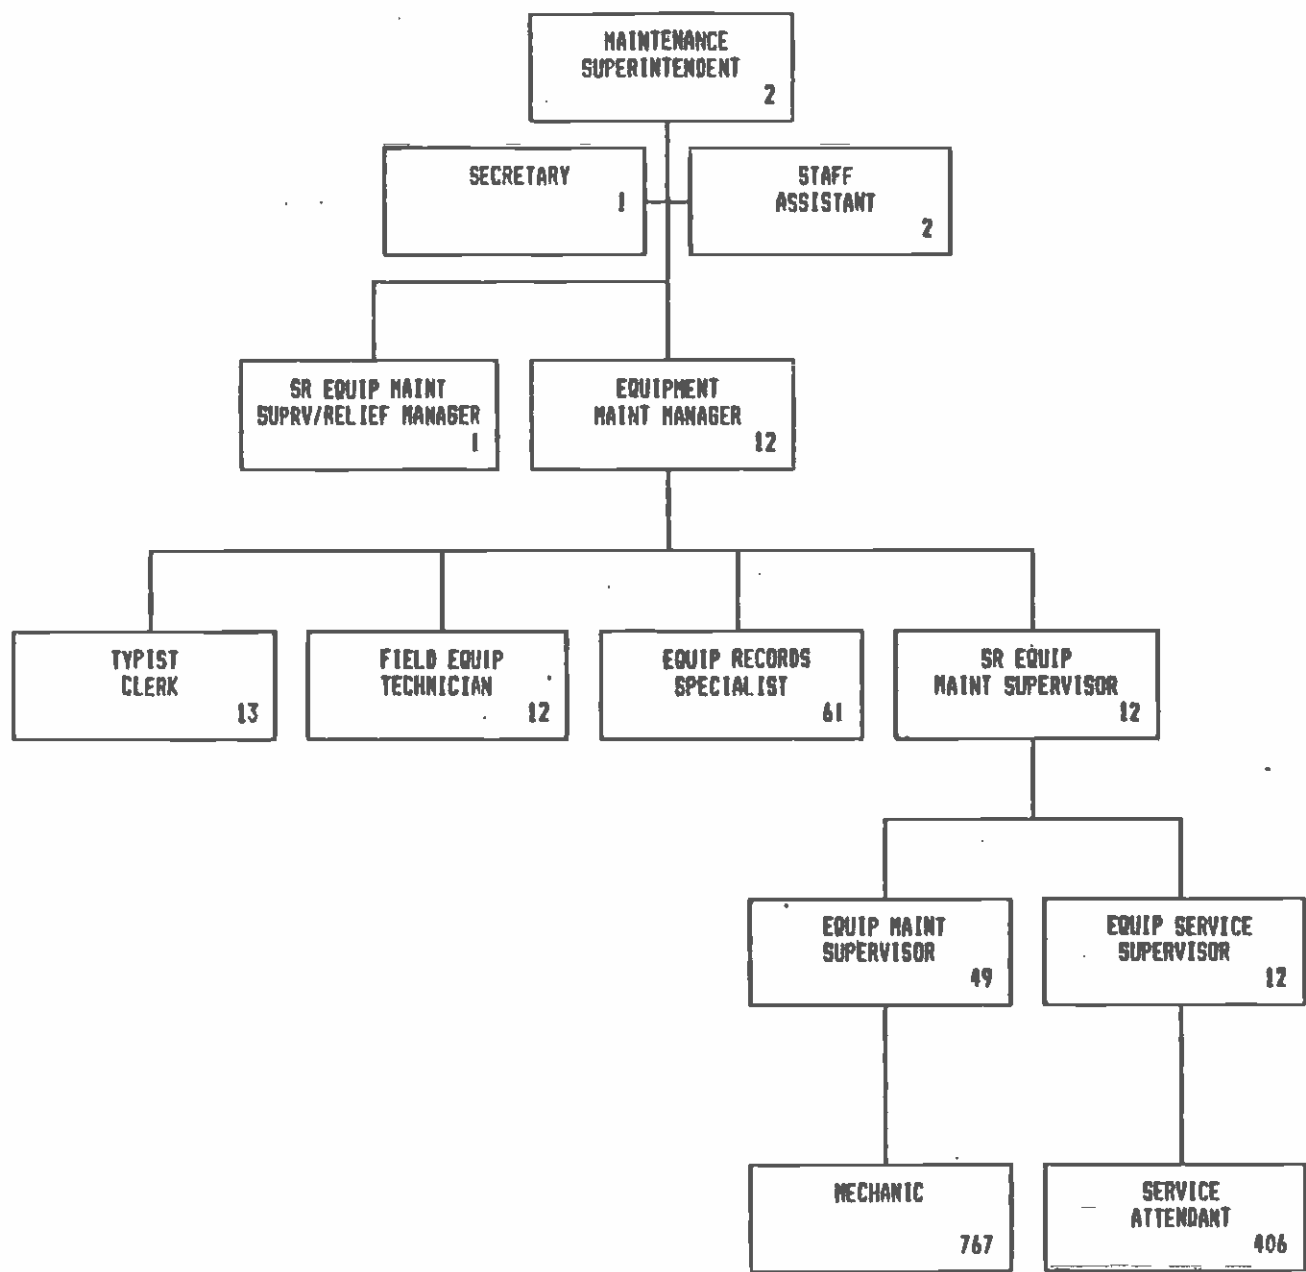 MAINTENANCE
SUPERINTENDENT
2
SECRETARY
1
STAFF
ASSISTANT
2
SR EQUIP MAINT
SUPRV/RELIEF MANAGER
1
EQUIPMENT
MAINT MANAGER
12
TYPIST
CLERK
13
FIELD EQUIP
TECHNICIAN
12
EQUIP RECORDS
SPECIALIST
61
SR EQUIP
MAINT SUPERVISOR
12
EQUIP MAINT
SUPERVISOR
49
EQUIP SERVICE
SUPERVISOR
12
MECHANIC
767
SERVICE
ATTENDANT
406